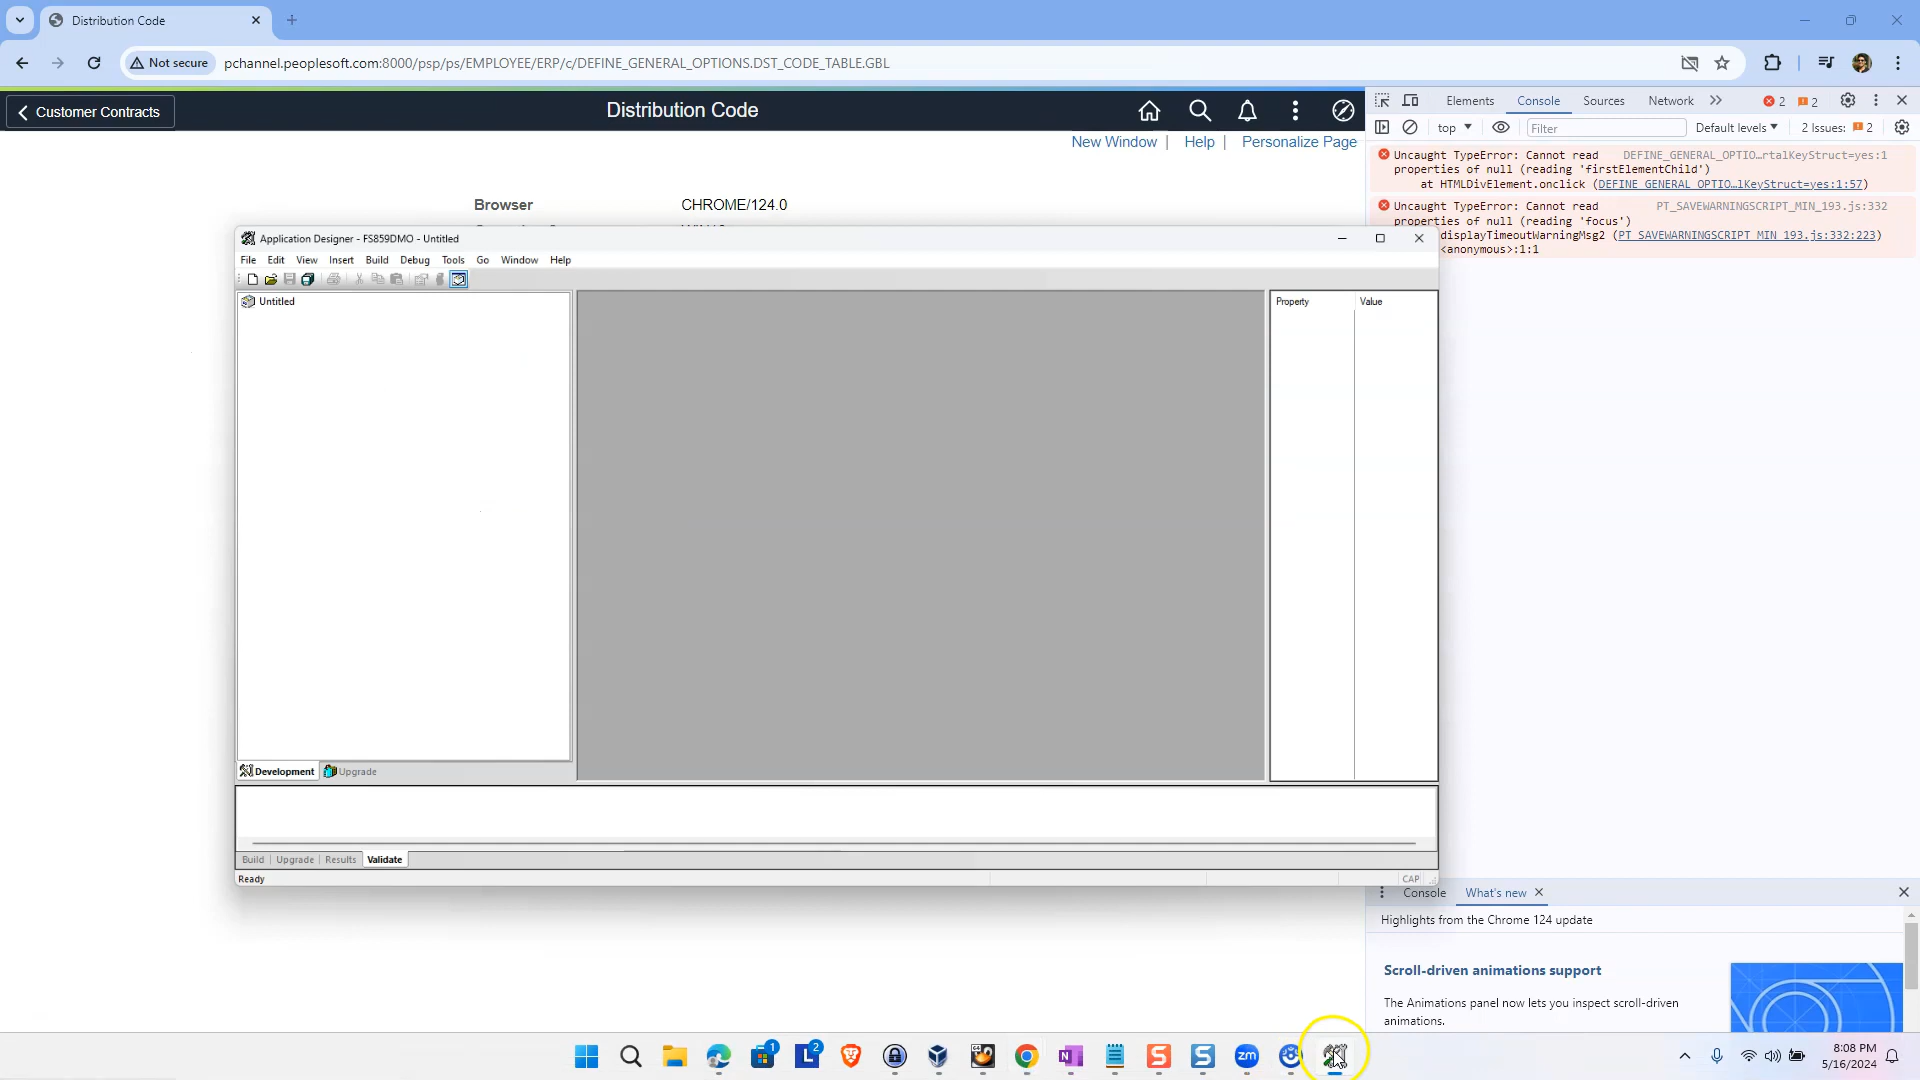 Distribution Code
Not secure
pchannel.peoplesoft.com:8000/psp/ps/EMPLOYEE/ERP/c/DEFINE_GENERAL_OPTIONS.DST_CODE_TABLE.GBL
Customer Contracts
Distribution Code
New Window | Help | Personalize Page
Browser CHROME/124.0
Application Designer - FS859DMO - Untitled
File Edit View Insert Build Debug Tools Go Window Help
Untitled
Property Value
Development Upgrade
Build Upgrade Results Validate
Ready
CAP
Elements Console Sources Network 2 2
top Filter Default levels 2 Issues: 2
Uncaught TypeError: Cannot read DEFINE_GENERAL_OPTIO…rtalKeyStruct=yes:1
properties of null (reading 'firstElementChild')
at HTMLDivElement.onclick (DEFINE_GENERAL_OPTIO…lKeyStruct=yes:1:57)
Uncaught TypeError: Cannot read PT_SAVEWARNINGSCRIPT_MIN_193.js:332
properties of null (reading 'focus')
displayTimeoutWarningMsg2 (PT_SAVEWARNINGSCRIPT_MIN_193.js:332:223)
<anonymous>:1:1
Console What's new
Highlights from the Chrome 124 update
Scroll-driven animations support
The Animations panel now lets you inspect scroll-driven
animations.
1
L 2
N
S
S
zm
8:08 PM
5/16/2024